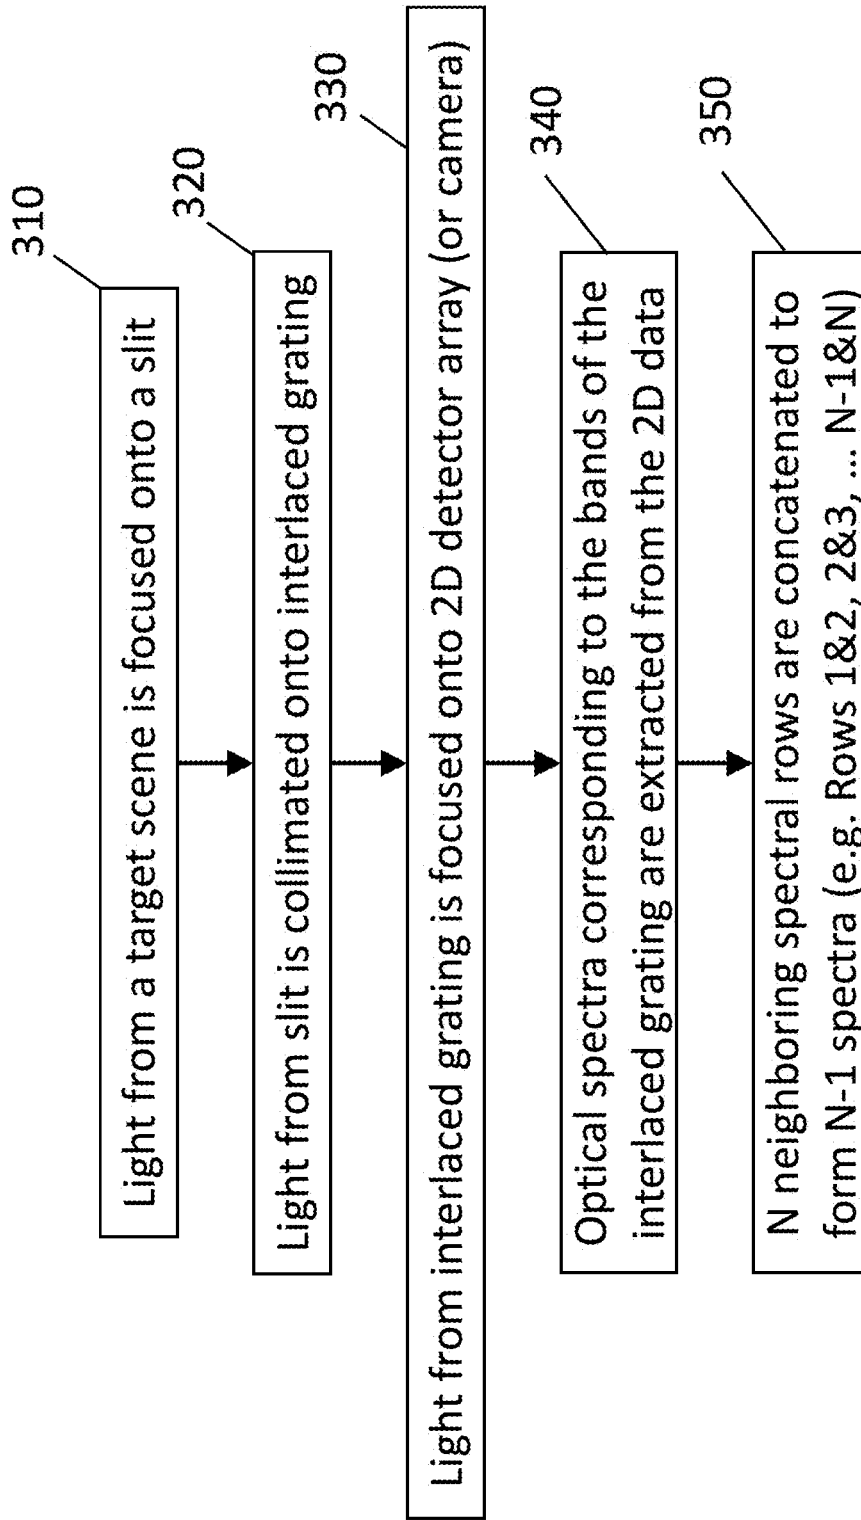 310
Light from a target scene is focused onto a slit
320
Light from slit is collimated onto interlaced grating
330
Light from interlaced grating is focused onto 2D detector array (or camera)
340
Optical spectra corresponding to the bands of the
interlaced grating are extracted from the 2D data
350
N neighboring spectral rows are concatenated to
form N-1 spectra (e.g. Rows 1&2, 2&3, ... N-1&N)